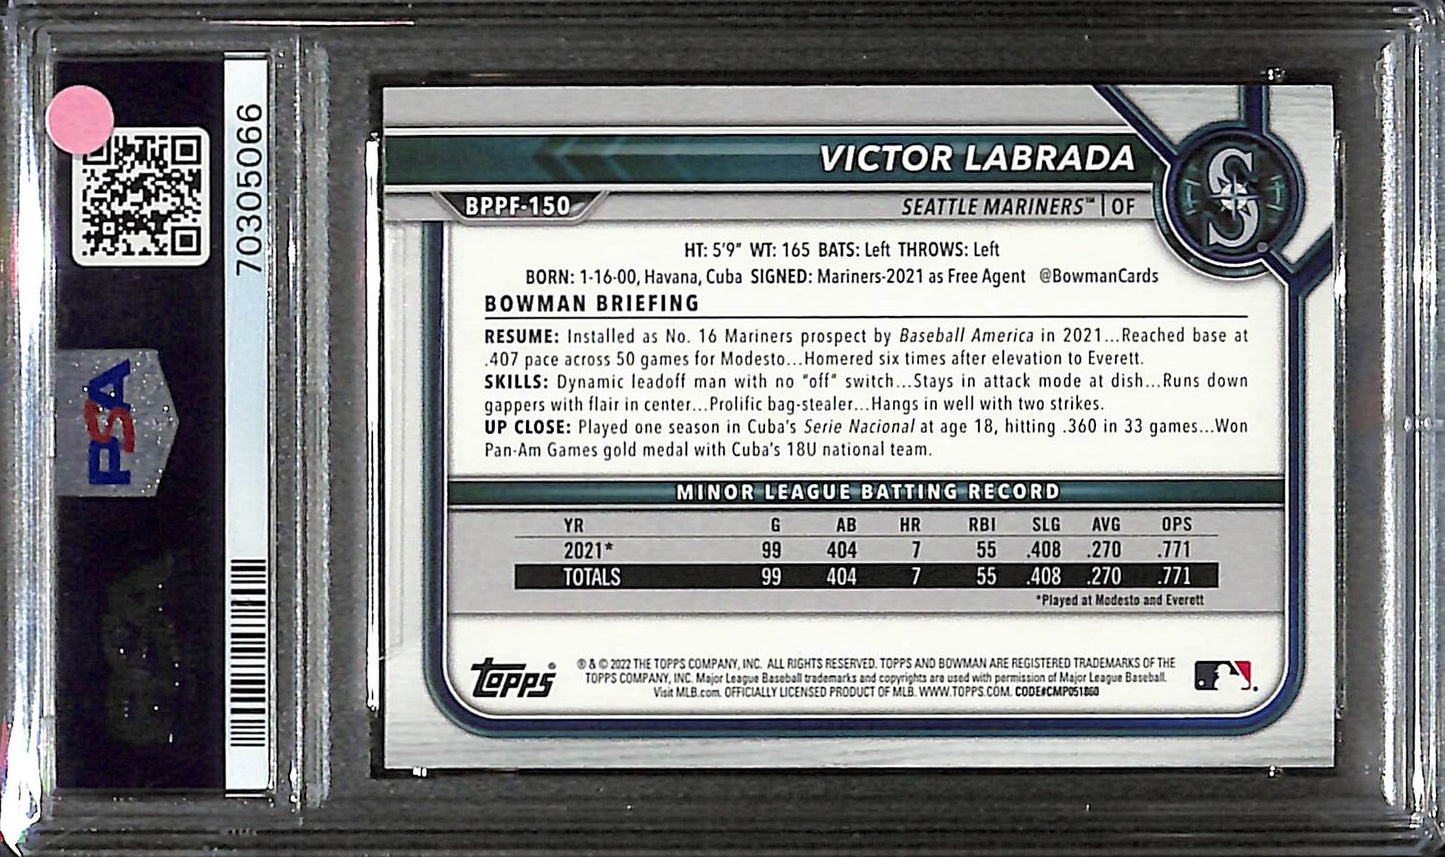 70305066
PSA
VICTOR LABRADA
BPPF-150
SEATTLE MARINERS™ | OF
S
HT: 5'9" WT: 165 BATS: Left THROWS: Left
BORN: 1-16-00, Havana, Cuba SIGNED: Mariners-2021 as Free Agent @BowmanCards
BOWMAN BRIEFING
RESUME: Installed as No. 16 Mariners prospect by Baseball America in 2021...Reached base at
.407 pace across 50 games for Modesto...Homered six times after elevation to Everett.
SKILLS: Dynamic leadoff man with no "off" switch...Stays in attack mode at dish...Runs down
gappers with flair in center...Prolific bag-stealer...Hangs in well with two strikes.
UP CLOSE: Played one season in Cuba's Serie Nacional at age 18, hitting .360 in 33 games...Won
Pan-Am Games gold medal with Cuba's 18U national team.
MINOR LEAGUE BATTING RECORD
YR G AB HR RBI SLG AVG OPS
2021* 99 404 7 55 .408 .270 .771
TOTALS 99 404 7 55 .408 .270 .771
*Played at Modesto and Everett
Topps
® & © 2022 THE TOPPS COMPANY, INC. ALL RIGHTS RESERVED. TOPPS AND BOWMAN ARE REGISTERED TRADEMARKS OF THE
TOPPS COMPANY, INC. Major League Baseball trademarks and copyrights are used with permission of Major League Baseball.
Visit MLB.com. OFFICIALLY LICENSED PRODUCT OF MLB. WWW.TOPPS.COM. CODE#CMP051860